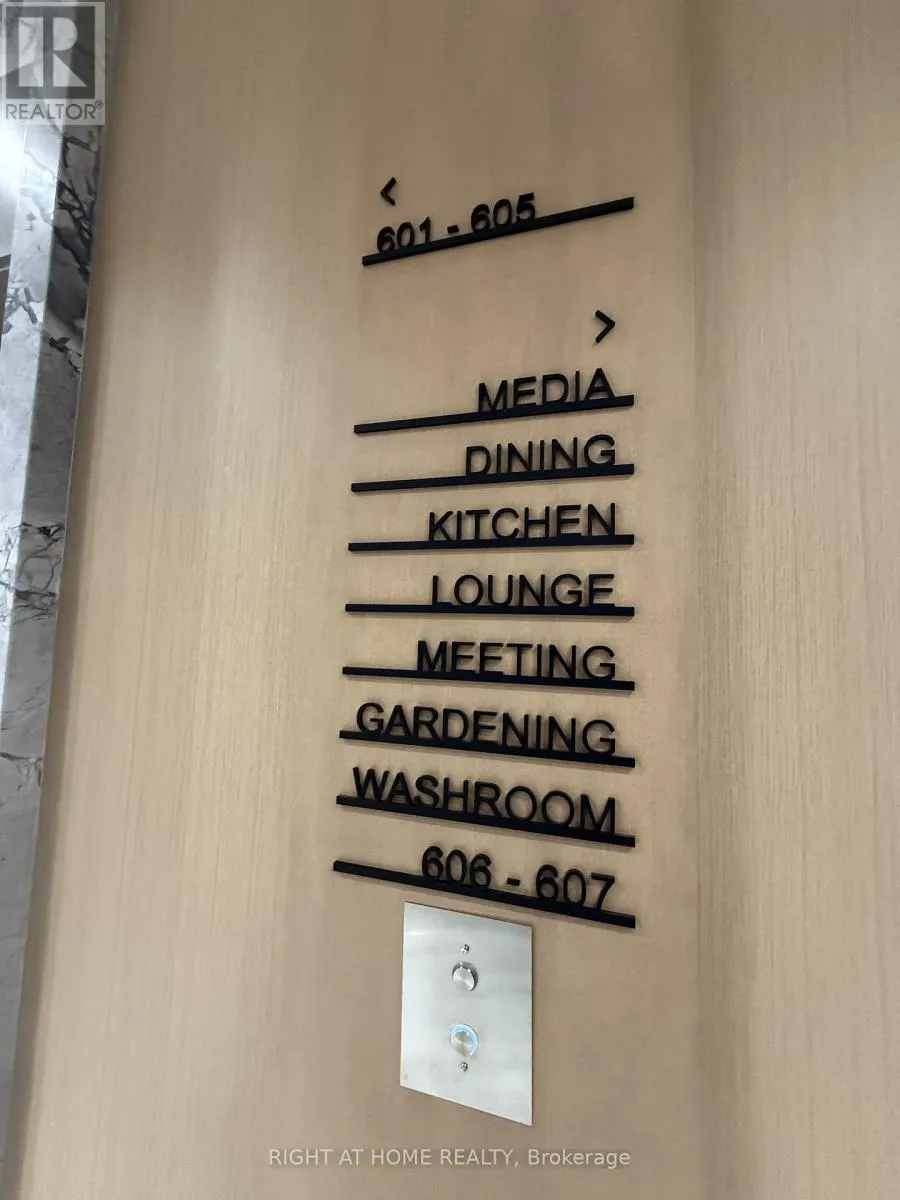 REALTOR®
<
601 - 605
>
MEDIA
DINING
KITCHEN
LOUNGE
MEETING
GARDENING
WASHROOM
606 - 607
RIGHT AT HOME REALTY, Brokerage